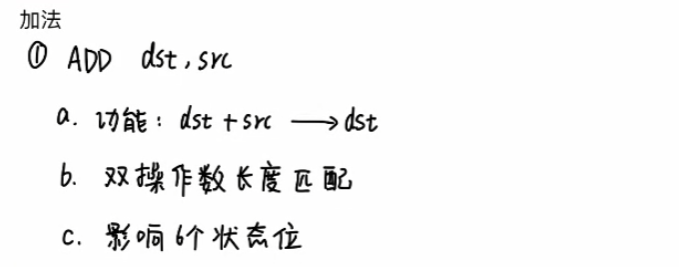 加法
① ADD dst,src
a. 功能: dst+src ⟶dst
b. 双操作数长度匹配
c. 影响6个状态位